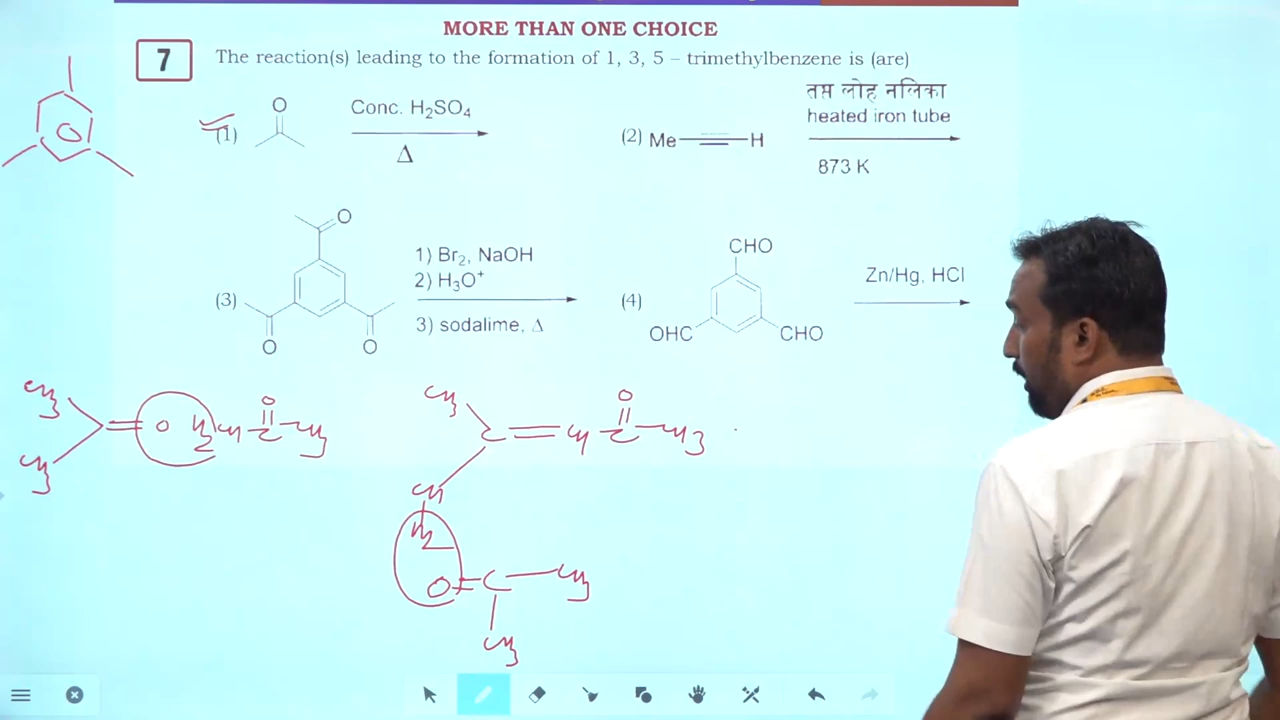 MORE THAN ONE CHOICE
7 The reaction(s) leading to the formation of 1, 3, 5 – trimethylbenzene is (are)
(1) O Conc. H₂SO₄ Δ
(2) Me H तप्त लोह नलिका heated iron tube 873 K
(3) O O O 1) Br₂, NaOH 2) H₃O⁺ 3) sodalime, Δ
(4) CHO OHC CHO Zn/Hg, HCl
CH3 O H2CH C O CH3
CH3
CH3 C CH C O CH3
CH
H2
O C CH3
CH3